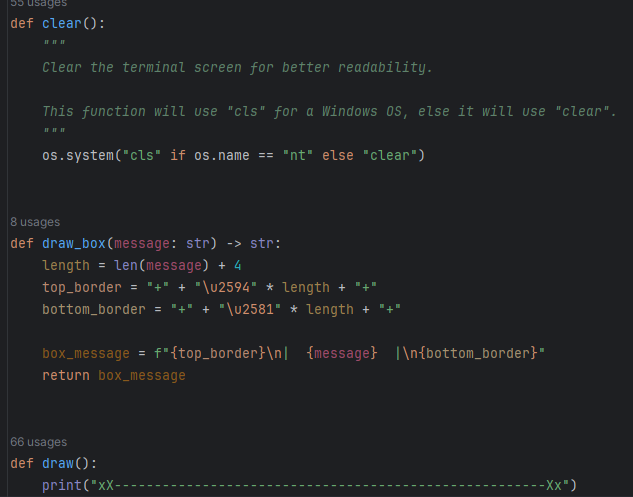 55 usages
def clear():
    """
    Clear the terminal screen for better readability.

    This function will use "cls" for a Windows OS, else it will use "clear".
    """
    os.system("cls" if os.name == "nt" else "clear")


8 usages
def draw_box(message: str) -> str:
    length = len(message) + 4
    top_border = "+" + "\u2594" * length + "+"
    bottom_border = "+" + "\u2581" * length + "+"

    box_message = f"{top_border}\n|  {message}  |\n{bottom_border}"
    return box_message


66 usages
def draw():
    print("xX------------------------------------------------------Xx")